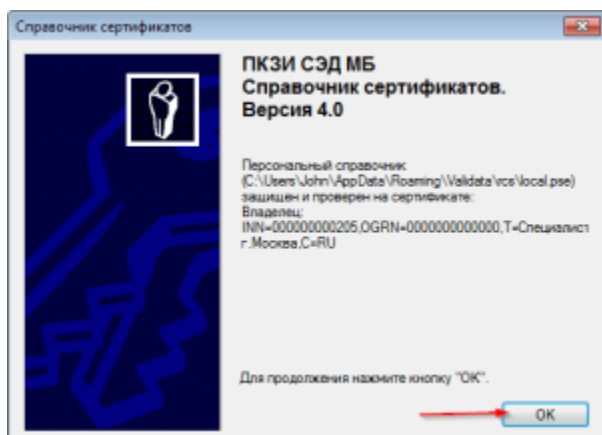 Справочник сертификатов
ПКЗИ СЭД МБ
Справочник сертификатов.
Версия 4.0
Персональный справочник
(C:\Users\John\AppData\Roaming\Validata\rcs\local.pse)
защищен и проверен на сертификате:
Владелец:
INN=000000000205,OGRN=0000000000000,T=Специалист
г.Москва,C=RU
Для продолжения нажмите кнопку "ОК".
OK